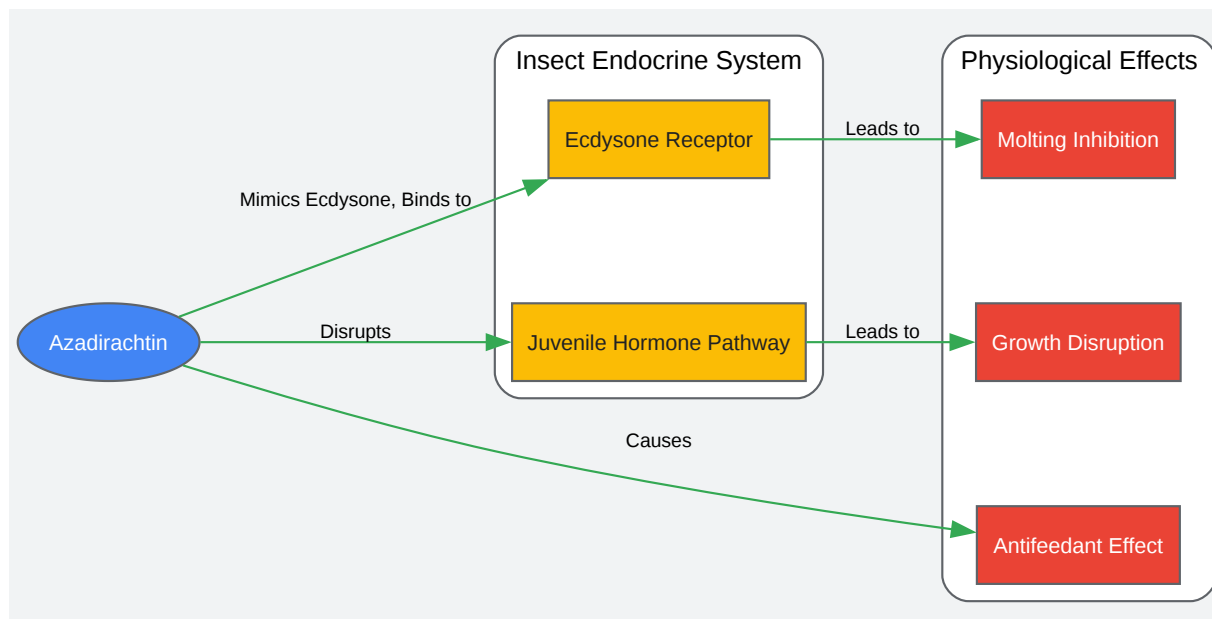 Insect Endocrine System
Physiological Effects
Ecdysone Receptor
Leads to
Molting Inhibition
Mimics Ecdysone, Binds to
Azadirachtin
Disrupts
Juvenile Hormone Pathway
Leads to
Growth Disruption
Causes
Antifeedant Effect